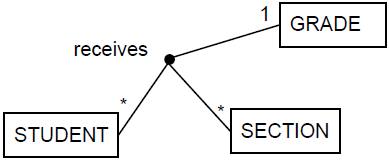 1
GRADE
receives
*
*
STUDENT
SECTION